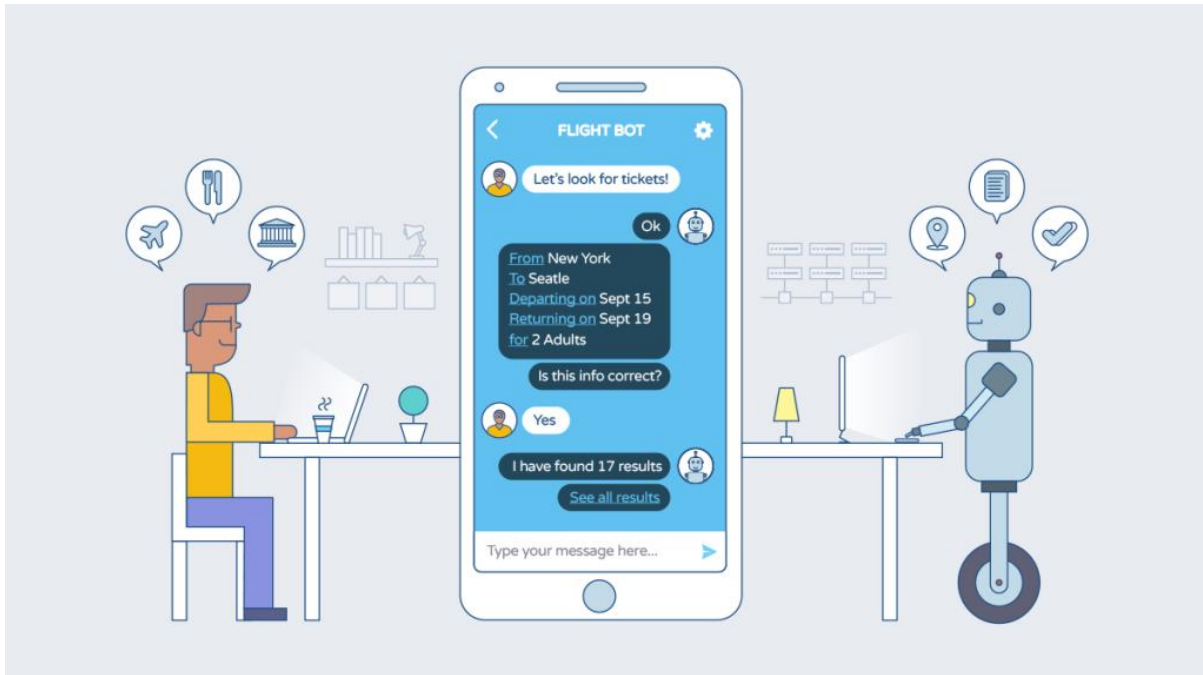 FLIGHT BOT
Let's look for tickets!
Ok
From New York
To Seatle
Departing on Sept 15
Returning on Sept 19
for 2 Adults
Is this info correct?
Yes
I have found 17 results
See all results
Type your message here...